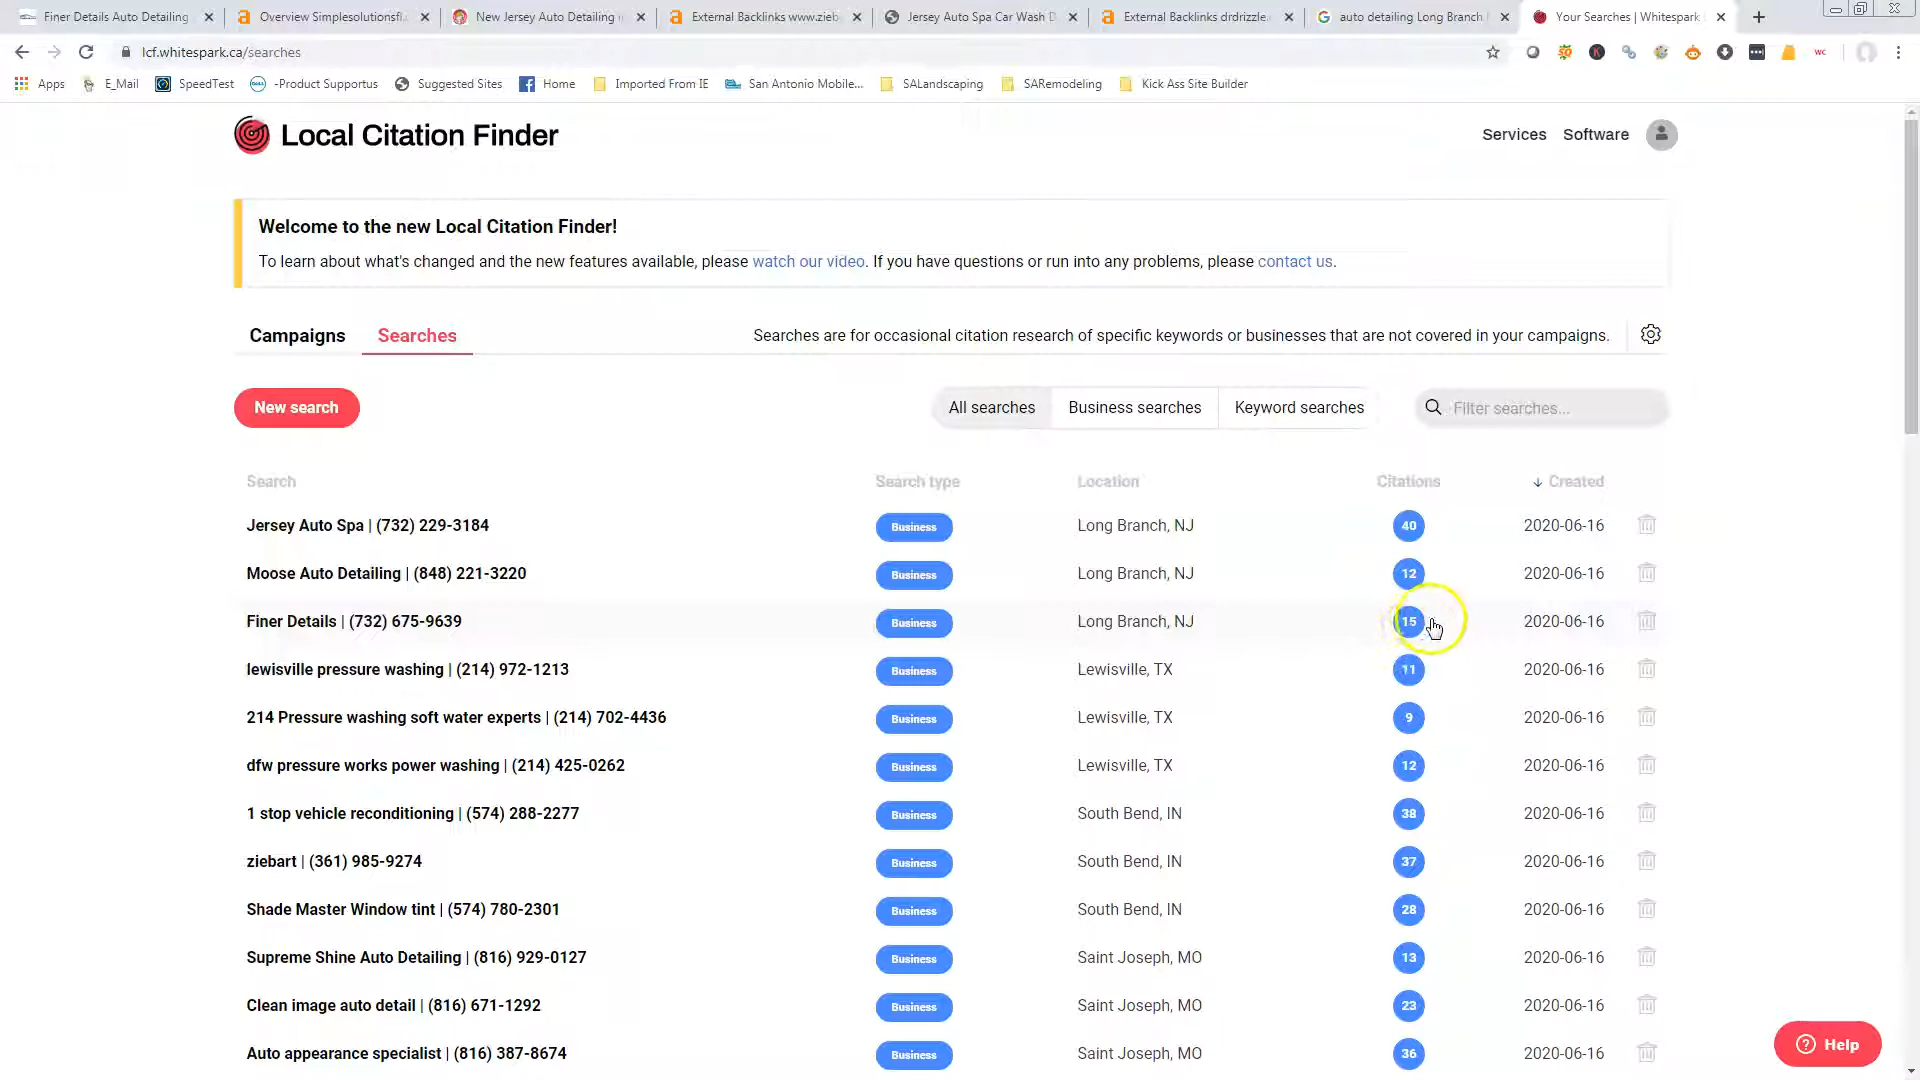 Finer Details Auto Detailing
Overview Simplesolutionsfl.c
New Jersey Auto Detailing i
External Backlinks www.zieb
Jersey Auto Spa Car Wash D
External Backlinks drdrizzle.
auto detailing Long Branch
Your Searches | Whitespark
lcf.whitespark.ca/searches
Apps
E_Mail
SpeedTest
-Product Supportus
Suggested Sites
Home
Imported From IE
San Antonio Mobile...
SALandscaping
SARemodeling
Kick Ass Site Builder
Local Citation Finder
Services
Software
Welcome to the new Local Citation Finder!
To learn about what's changed and the new features available, please watch our video. If you have questions or run into any problems, please contact us.
Campaigns
Searches
Searches are for occasional citation research of specific keywords or businesses that are not covered in your campaigns.
New search
All searches
Business searches
Keyword searches
Filter searches...
Search Search type Location Citations Created
Jersey Auto Spa | (732) 229-3184 Business Long Branch, NJ 40 2020-06-16
Moose Auto Detailing | (848) 221-3220 Business Long Branch, NJ 12 2020-06-16
Finer Details | (732) 675-9639 Business Long Branch, NJ 15 2020-06-16
lewisville pressure washing | (214) 972-1213 Business Lewisville, TX 11 2020-06-16
214 Pressure washing soft water experts | (214) 702-4436 Business Lewisville, TX 9 2020-06-16
dfw pressure works power washing | (214) 425-0262 Business Lewisville, TX 12 2020-06-16
1 stop vehicle reconditioning | (574) 288-2277 Business South Bend, IN 38 2020-06-16
ziebart | (361) 985-9274 Business South Bend, IN 37 2020-06-16
Shade Master Window tint | (574) 780-2301 Business South Bend, IN 28 2020-06-16
Supreme Shine Auto Detailing | (816) 929-0127 Business Saint Joseph, MO 13 2020-06-16
Clean image auto detail | (816) 671-1292 Business Saint Joseph, MO 23 2020-06-16
Auto appearance specialist | (816) 387-8674 Business Saint Joseph, MO 36 2020-06-16
Help